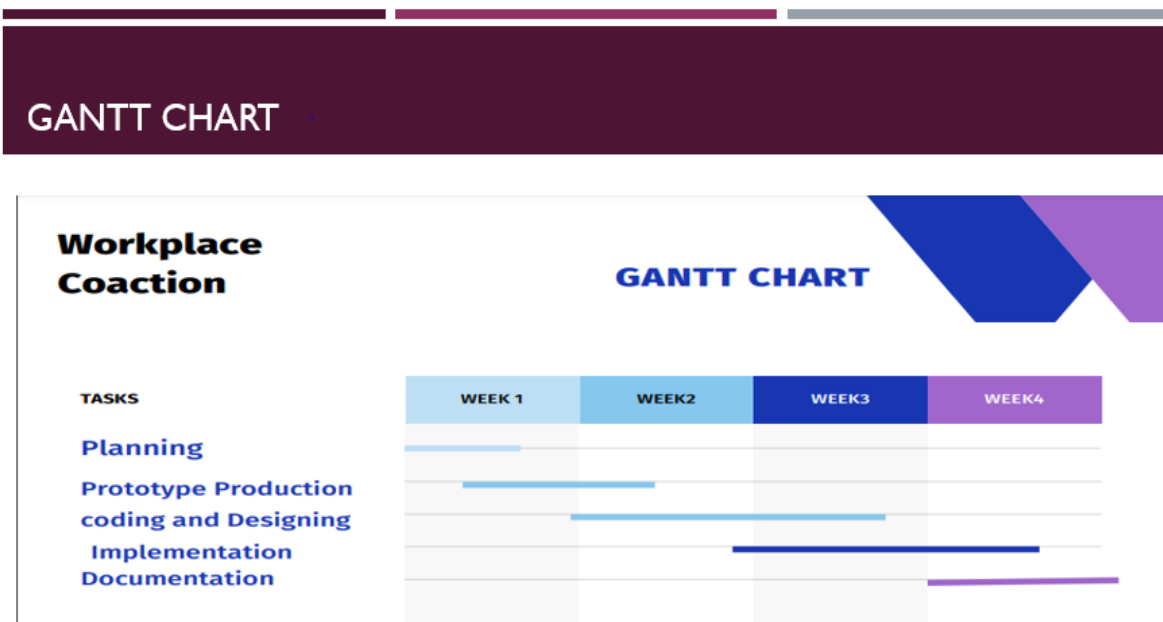 GANTT CHART
Workplace
Coaction
GANTT CHART
TASKS WEEK 1 WEEK2 WEEK3 WEEK4
Planning
Prototype Production
coding and Designing
Implementation
Documentation